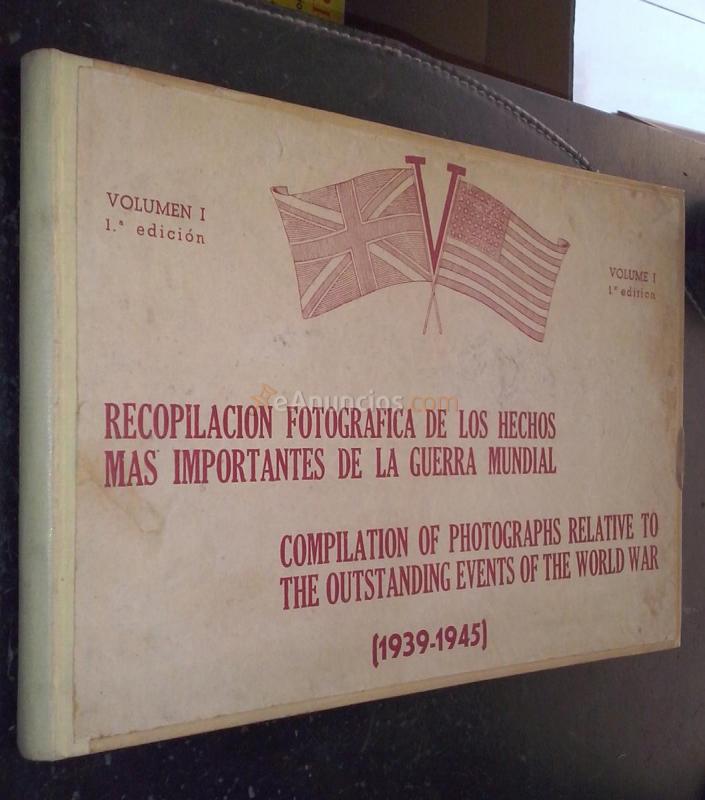 VOLUMEN I
1.ª edición
V
VOLUME I
1.ª edition
eAnuncios.com
RECOPILACION FOTOGRAFICA DE LOS HECHOS
MAS IMPORTANTES DE LA GUERRA MUNDIAL
COMPILATION OF PHOTOGRAPHS RELATIVE TO
THE OUTSTANDING EVENTS OF THE WORLD WAR
(1939-1945)